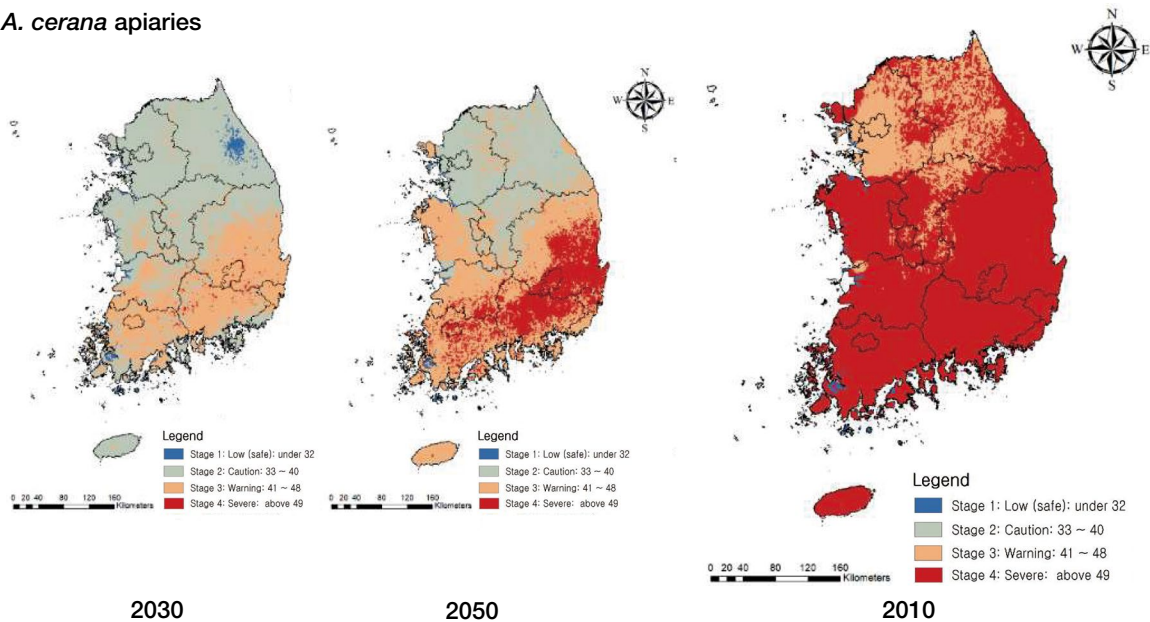 A. cerana apiaries
N
W E
S
N
W E
S
Legend
Stage 1: Low (safe): under 32
Stage 2: Caution: 33 ~ 40
Stage 3: Warning: 41 ~ 48
Stage 4: Severe: above 49
0 20 40 80 120 160
Kilometers
2030
Legend
Stage 1: Low (safe): under 32
Stage 2: Caution: 33 ~ 40
Stage 3: Warning: 41 ~ 48
Stage 4: Severe: above 49
0 20 40 80 120 160
Kilometers
2050
Legend
Stage 1: Low (safe): under 32
Stage 2: Caution: 33 ~ 40
Stage 3: Warning: 41 ~ 48
Stage 4: Severe: above 49
0 20 40 80 120 160
Kilometers
2010